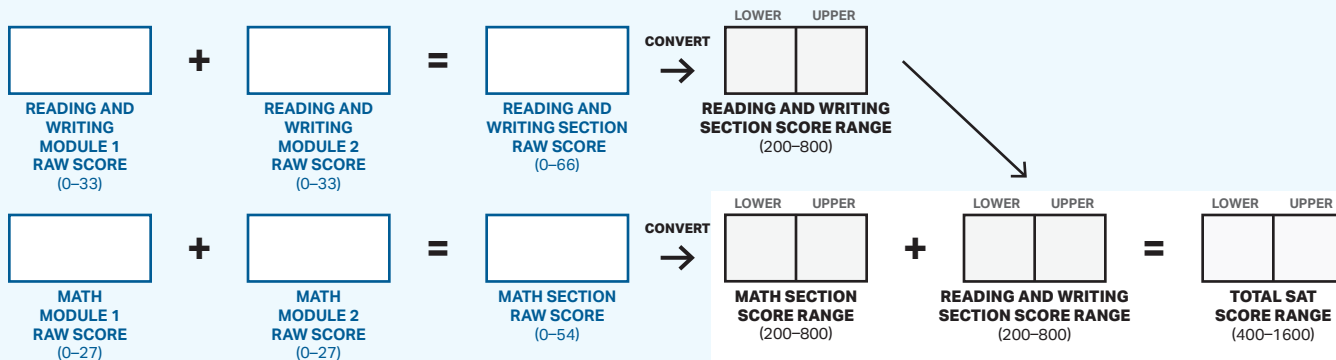 LOWER UPPER
+ = CONVERT →
READING AND
WRITING
MODULE 1
RAW SCORE
(0–33)
READING AND
WRITING
MODULE 2
RAW SCORE
(0–33)
READING AND
WRITING SECTION
RAW SCORE
(0–66)
READING AND WRITING
SECTION SCORE RANGE
(200–800)
LOWER UPPER LOWER UPPER LOWER UPPER
+ = CONVERT → + =
MATH
MODULE 1
RAW SCORE
(0–27)
MATH
MODULE 2
RAW SCORE
(0–27)
MATH SECTION
RAW SCORE
(0–54)
MATH SECTION
SCORE RANGE
(200–800)
READING AND WRITING
SECTION SCORE RANGE
(200–800)
TOTAL SAT
SCORE RANGE
(400–1600)